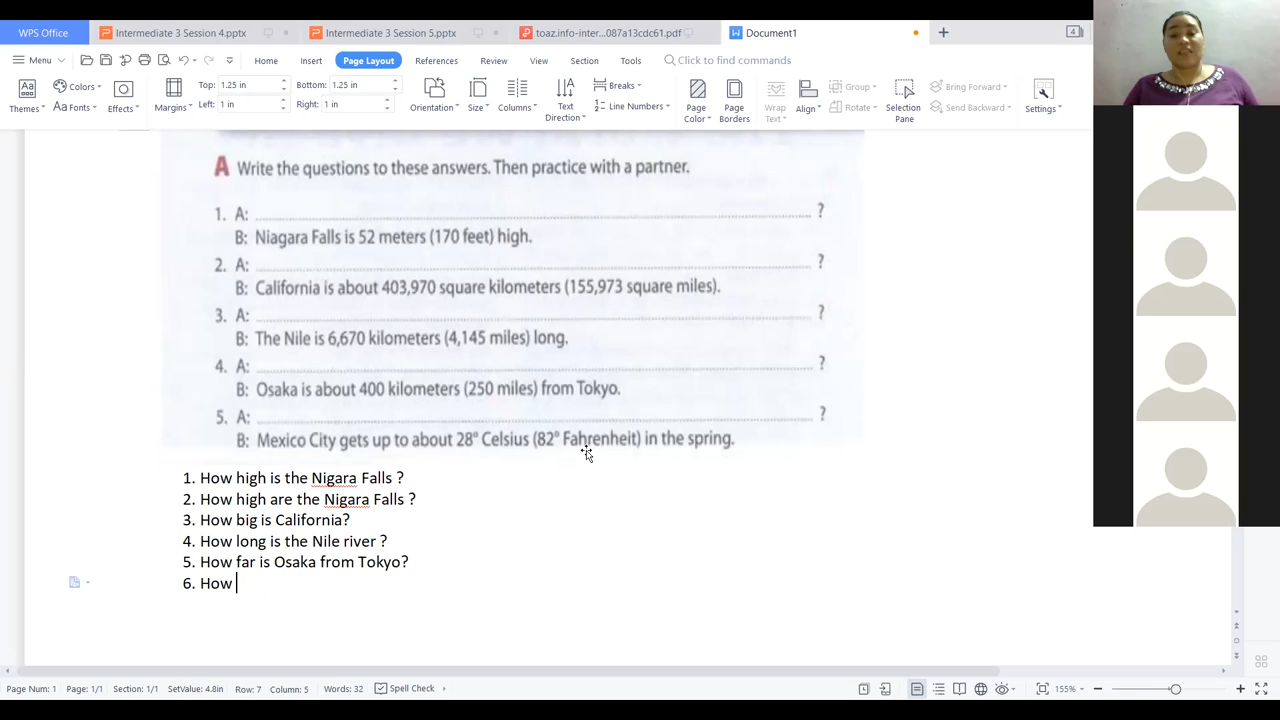 WPS Office
Intermediate 3 Session 4.pptx
Intermediate 3 Session 5.pptx
toaz.info-inter...087a13cdc61.pdf
Document1
4
Menu
Home
Insert
Page Layout
References
Review
View
Section
Tools
Click to find commands
Themes
Colors
Fonts
Effects
Margins
Top: 1.25 in
Bottom: 1.25 in
Left: 1 in
Right: 1 in
Orientation
Size
Columns
Text Direction
Breaks
Line Numbers
Page Color
Page Borders
Wrap Text
Align
Group
Rotate
Selection Pane
Bring Forward
Send Backward
Settings
A Write the questions to these answers. Then practice with a partner.
1. A: ?
B: Niagara Falls is 52 meters (170 feet) high.
2. A: ?
B: California is about 403,970 square kilometers (155,973 square miles).
3. A: ?
B: The Nile is 6,670 kilometers (4,145 miles) long.
4. A: ?
B: Osaka is about 400 kilometers (250 miles) from Tokyo.
5. A: ?
B: Mexico City gets up to about 28° Celsius (82° Fahrenheit) in the spring.
1. How high is the Nigara Falls ?
2. How high are the Nigara Falls ?
3. How big is California?
4. How long is the Nile river ?
5. How far is Osaka from Tokyo?
6. How
Page Num: 1 Page: 1/1 Section: 1/1 SetValue: 4.8in Row: 7 Column: 5 Words: 32 Spell Check 155%